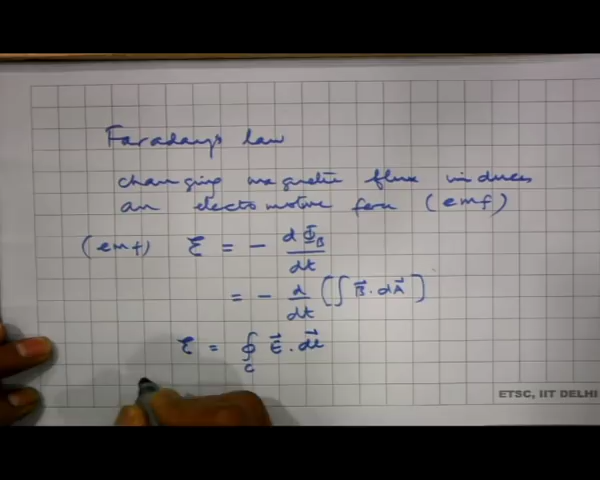 Faraday's law
changing magnetic flux induces
an electromotive force (emf)
(emf) ℰ = - dΦ_B/dt
= - d/dt (∫ B⃗ . dA⃗)
ℰ = ∮_C E⃗ . dl⃗
ETSC, IIT DELHI